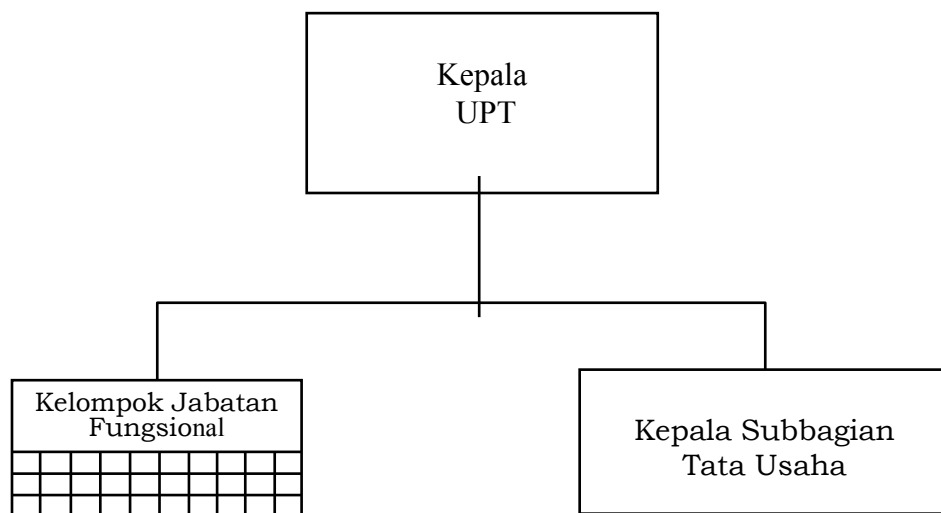 Kepala
UPT
Kelompok Jabatan
Fungsional
Kepala Subbagian
Tata Usaha